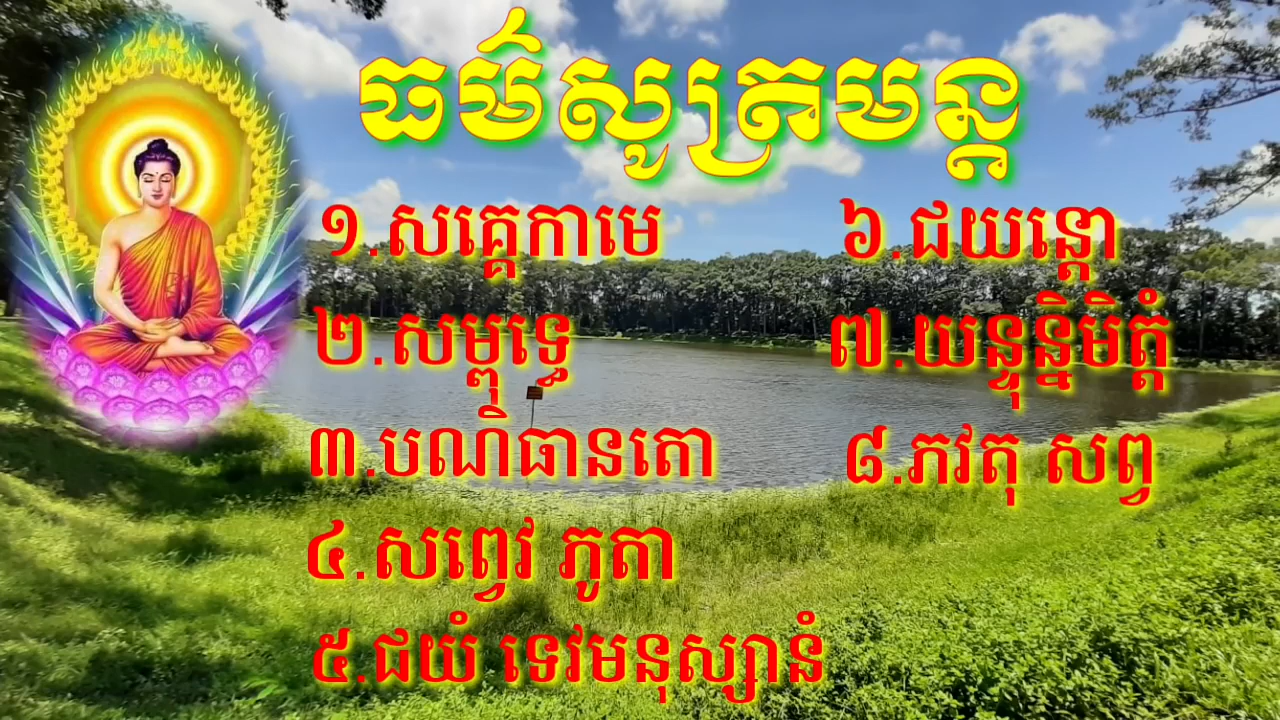 ធម៌សូត្រមន្ត
១.សគ្គេកាមេ
២.សម្ពុទ្ធេ
៣.បណិធានតោ
៤.សព្វេវ ភូតា
៥.ជយំ ទេវមនុស្សានំ
៦.ជយន្តោ
៧.យន្ទុន្និមិត្តំ
៨.ភវតុ សព្វ